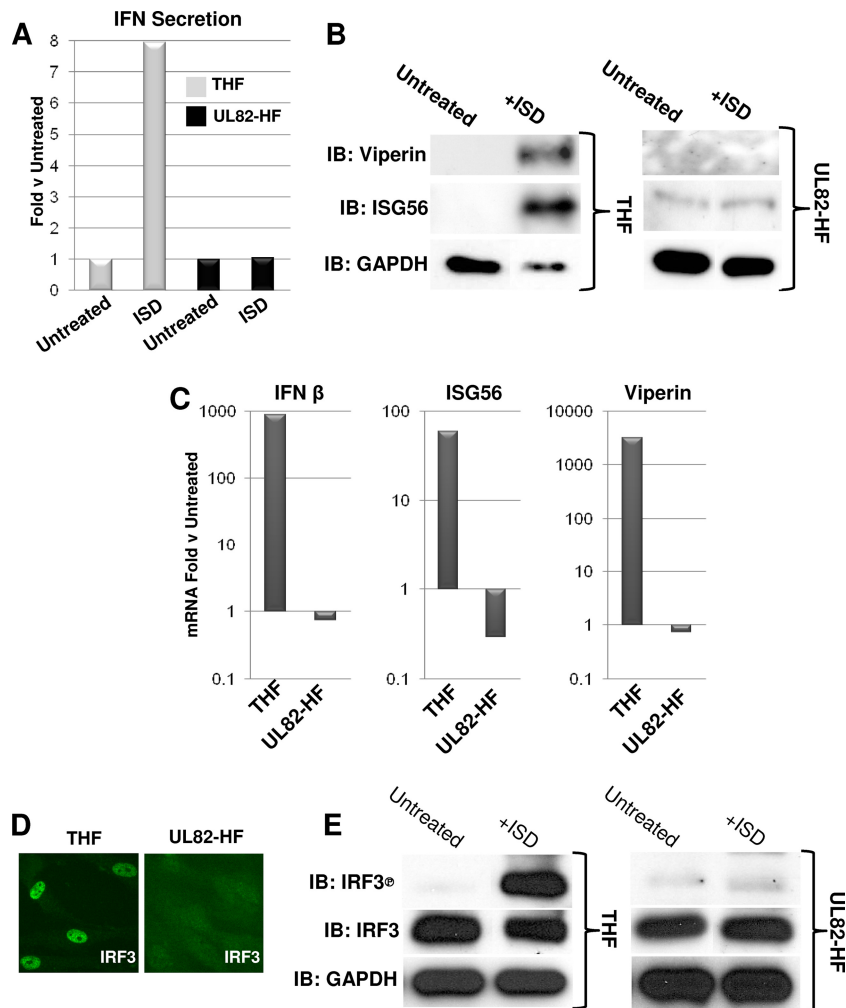 A
IFN Secretion
Fold v Untreated
8
7
6
5
4
3
2
1
0
THF
UL82-HF
Untreated
ISD
Untreated
ISD
B
Untreated
+ISD
Untreated
+ISD
IB: Viperin
IB: ISG56
IB: GAPDH
THF
UL82-HF
C
mRNA Fold v Untreated
IFN β
1000
100
10
1
0.1
THF
UL82-HF
ISG56
100
10
1
0.1
THF
UL82-HF
Viperin
10000
1000
100
10
1
0.1
THF
UL82-HF
D
THF
UL82-HF
IRF3
IRF3
E
Untreated
+ISD
Untreated
+ISD
IB: IRF3℗
IB: IRF3
IB: GAPDH
THF
UL82-HF